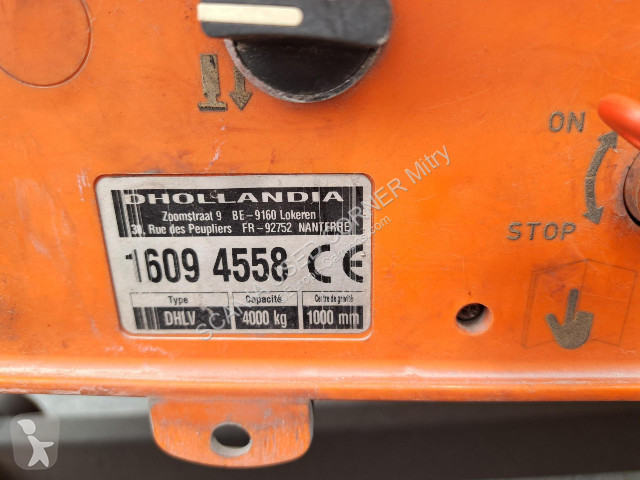 ON
STOP
DHOLLANDIA
Zoomstraat 9 BE-9160 Lokeren
30, Rue des Peupliers FR-92752 NANTERRE
1609 4558 CE
Type Capacité Centre de gravité
DHLV 4000 kg 1000 mm
CORNER Mitry